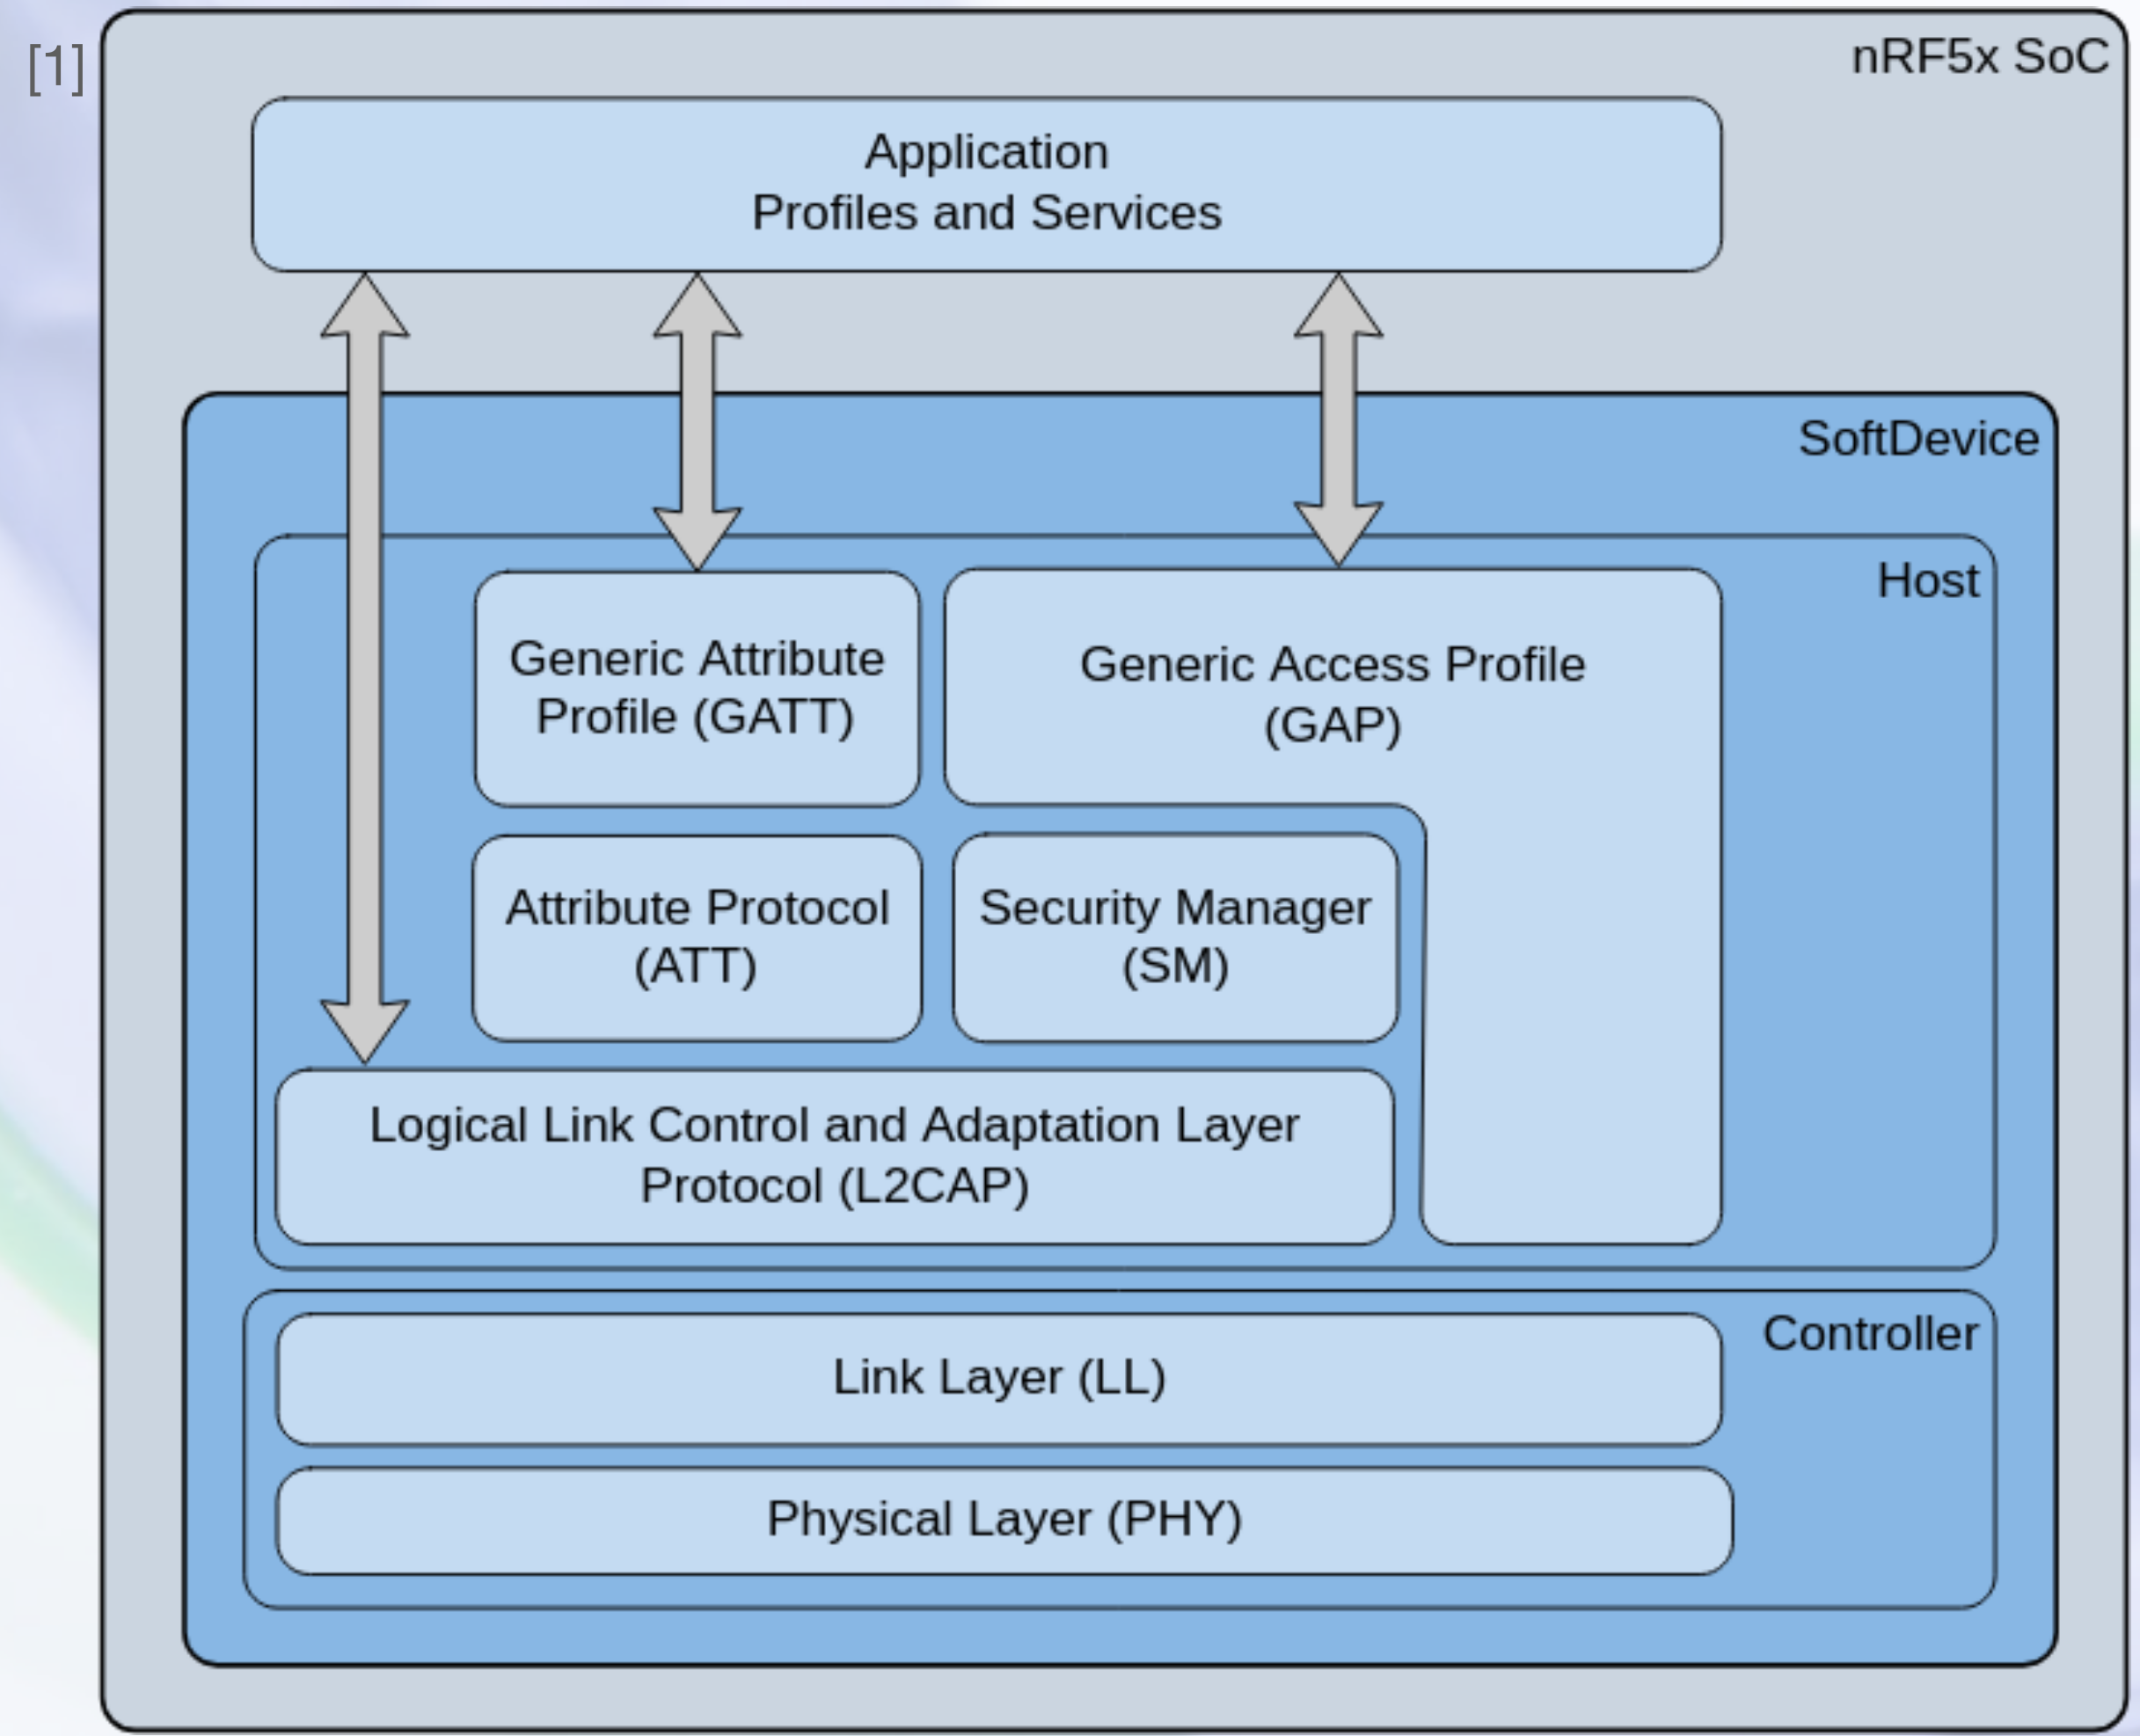 [1]
nRF5x SoC
Application
Profiles and Services
SoftDevice
Host
Generic Attribute
Profile (GATT)
Generic Access Profile
(GAP)
Attribute Protocol
(ATT)
Security Manager
(SM)
Logical Link Control and Adaptation Layer
Protocol (L2CAP)
Controller
Link Layer (LL)
Physical Layer (PHY)